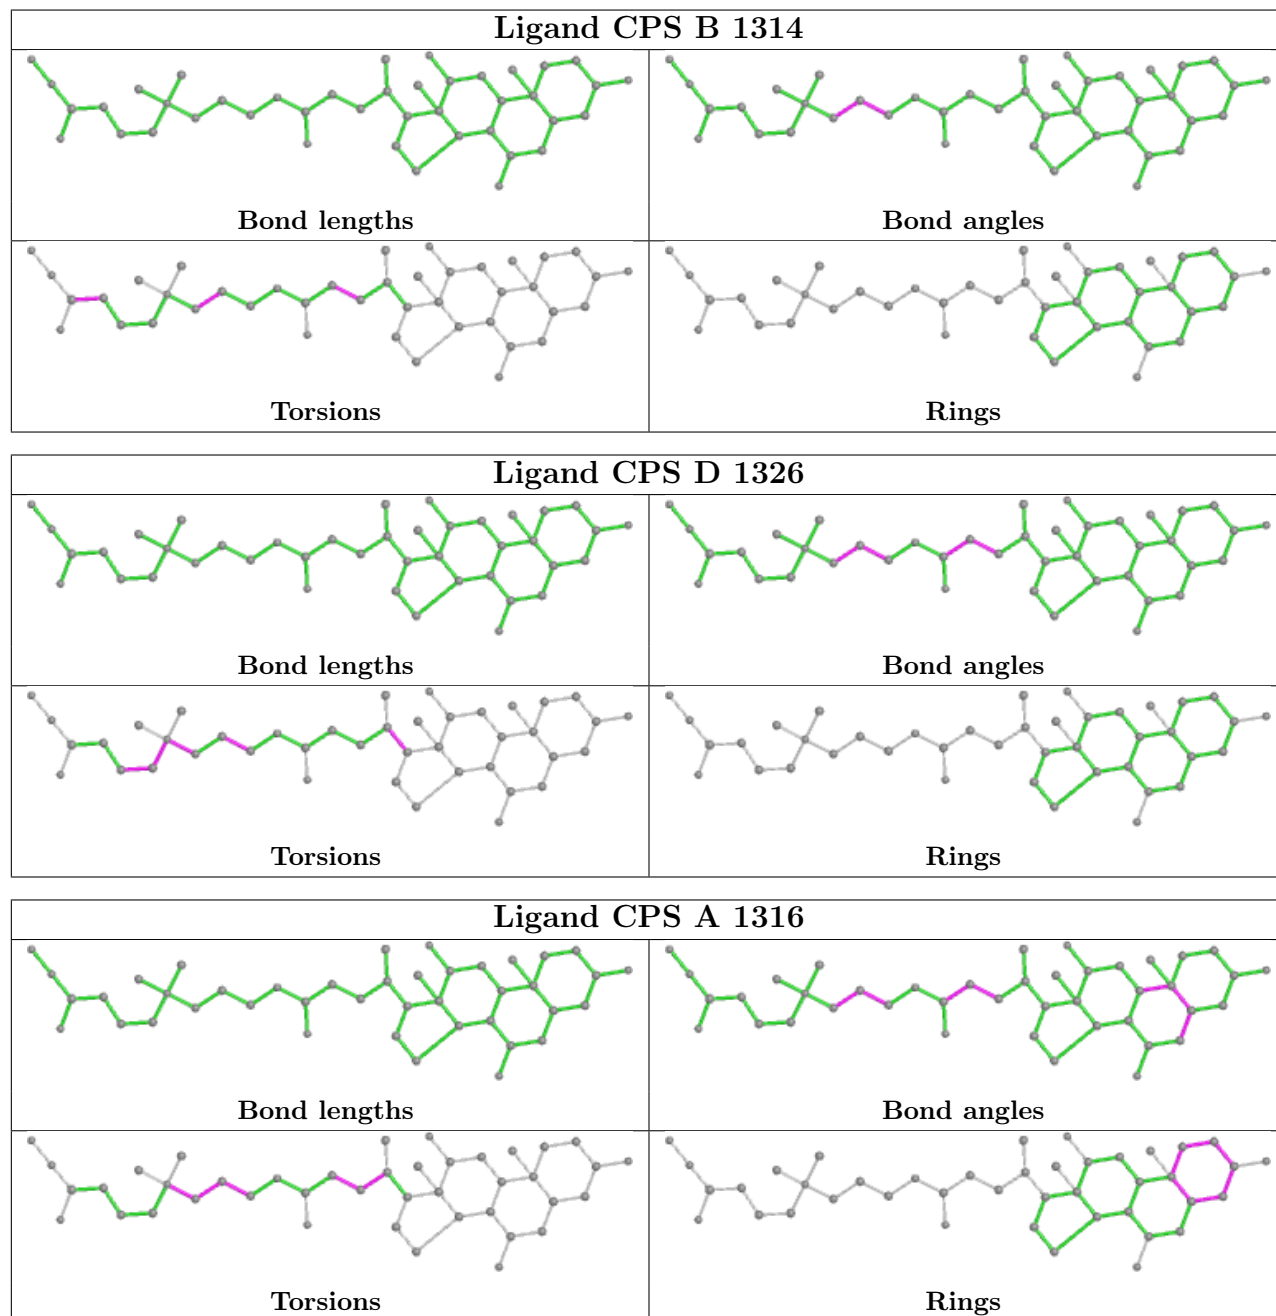 Ligand CPS B 1314
Bond lengths
Bond angles
Torsions
Rings
Ligand CPS D 1326
Bond lengths
Bond angles
Torsions
Rings
Ligand CPS A 1316
Bond lengths
Bond angles
Torsions
Rings